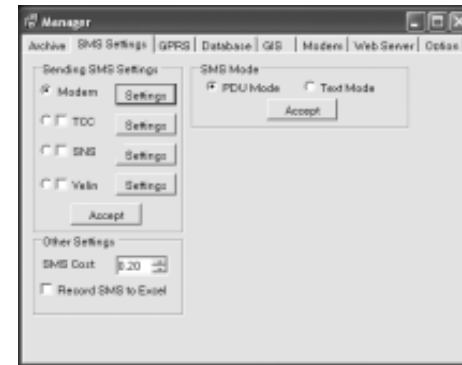 Manager
Archive SMS Settings GPRS Database GIS Modem Web Server Option
Sending SMS Settings
Modem Settings
TCC Settings
SNS Settings
Velin Settings
Accept
SMS Mode
PDU Mode Text Mode
Accept
Other Settings
SMS Cost 0.20
Record SMS to Excel